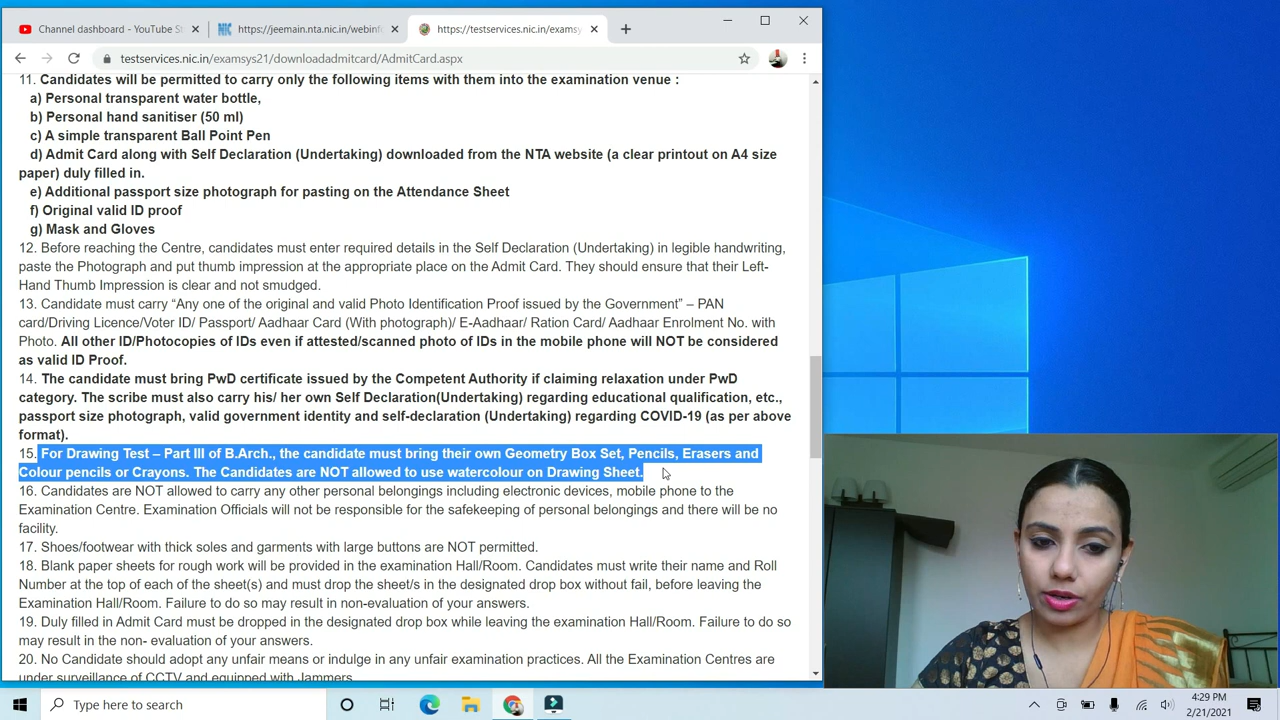 Channel dashboard - YouTube S
https://jeemain.nta.nic.in/webinf
https://testservices.nic.in/examsy
testservices.nic.in/examsys21/downloadadmitcard/AdmitCard.aspx
11. Candidates will be permitted to carry only the following items with them into the examination venue :
a) Personal transparent water bottle,
b) Personal hand sanitiser (50 ml)
c) A simple transparent Ball Point Pen
d) Admit Card along with Self Declaration (Undertaking) downloaded from the NTA website (a clear printout on A4 size
paper) duly filled in.
e) Additional passport size photograph for pasting on the Attendance Sheet
f) Original valid ID proof
g) Mask and Gloves
12. Before reaching the Centre, candidates must enter required details in the Self Declaration (Undertaking) in legible handwriting,
paste the Photograph and put thumb impression at the appropriate place on the Admit Card. They should ensure that their Left-
Hand Thumb Impression is clear and not smudged.
13. Candidate must carry “Any one of the original and valid Photo Identification Proof issued by the Government” – PAN
card/Driving Licence/Voter ID/ Passport/ Aadhaar Card (With photograph)/ E-Aadhaar/ Ration Card/ Aadhaar Enrolment No. with
Photo. All other ID/Photocopies of IDs even if attested/scanned photo of IDs in the mobile phone will NOT be considered
as valid ID Proof.
14. The candidate must bring PwD certificate issued by the Competent Authority if claiming relaxation under PwD
category. The scribe must also carry his/ her own Self Declaration(Undertaking) regarding educational qualification, etc.,
passport size photograph, valid government identity and self-declaration (Undertaking) regarding COVID-19 (as per above
format).
15. For Drawing Test – Part III of B.Arch., the candidate must bring their own Geometry Box Set, Pencils, Erasers and
Colour pencils or Crayons. The Candidates are NOT allowed to use watercolour on Drawing Sheet.
16. Candidates are NOT allowed to carry any other personal belongings including electronic devices, mobile phone to the
Examination Centre. Examination Officials will not be responsible for the safekeeping of personal belongings and there will be no
facility.
17. Shoes/footwear with thick soles and garments with large buttons are NOT permitted.
18. Blank paper sheets for rough work will be provided in the examination Hall/Room. Candidates must write their name and Roll
Number at the top of each of the sheet(s) and must drop the sheet/s in the designated drop box without fail, before leaving the
Examination Hall/Room. Failure to do so may result in non-evaluation of your answers.
19. Duly filled in Admit Card must be dropped in the designated drop box while leaving the examination Hall/Room. Failure to do so
may result in the non- evaluation of your answers.
20. No Candidate should adopt any unfair means or indulge in any unfair examination practices. All the Examination Centres are
under surveillance of CCTV and equipped with Jammers
Type here to search
4:29 PM
2/21/2021